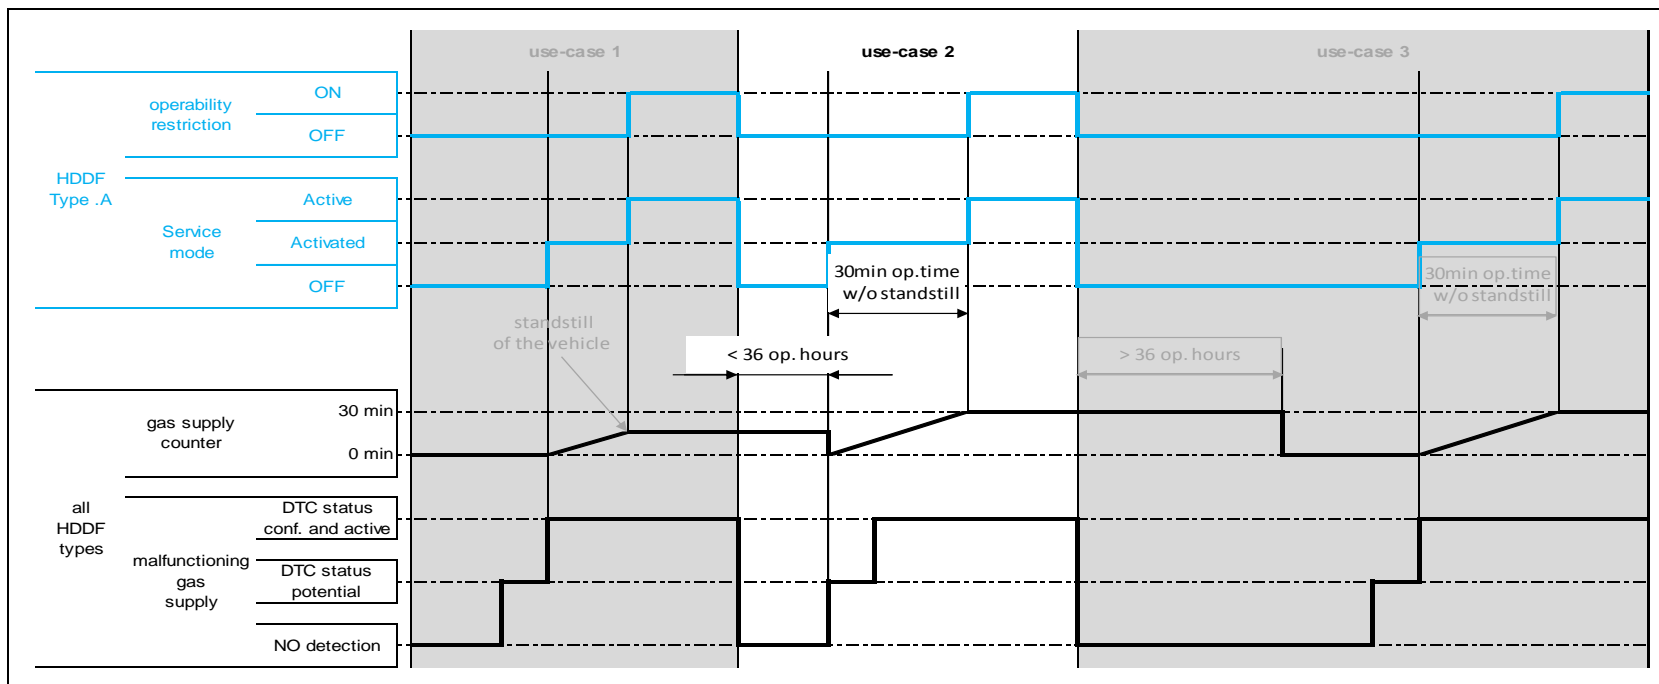 use-case 1
use-case 2
use-case 3
HDDF
Type .A
operability
restriction
ON
OFF
Service
mode
Active
Activated
OFF
30min op.time
w/o standstill
30min op.time
w/o standstill
standstill
of the vehicle
< 36 op. hours
> 36 op. hours
all
HDDF
types
gas supply
counter
30 min
0 min
malfunctioning
gas
supply
DTC status
conf. and active
DTC status
potential
NO detection